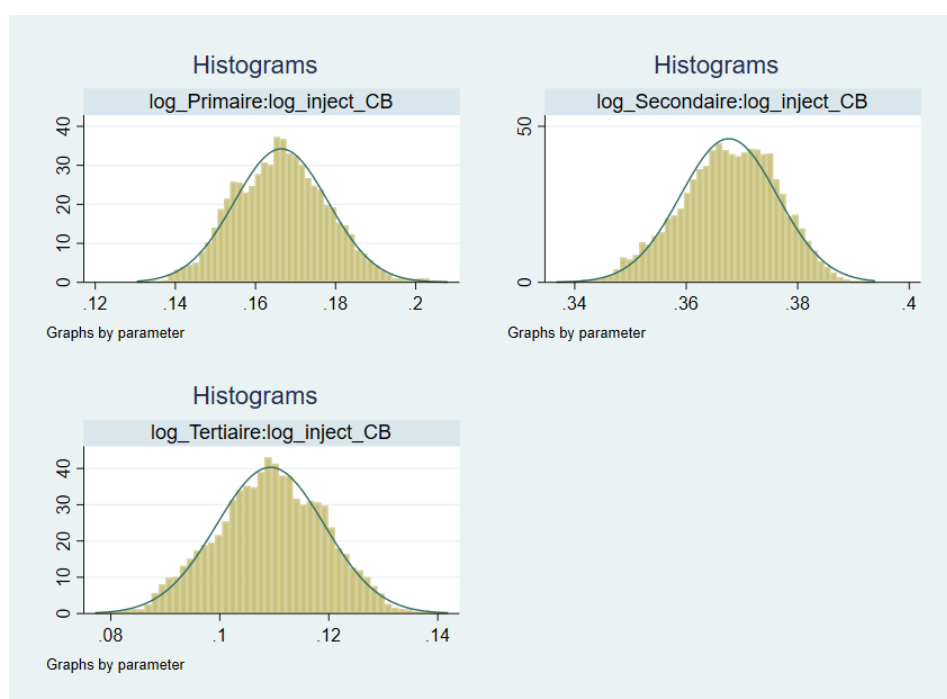 Histograms
log_Primaire:log_inject_CB
40
30
20
10
0
.12 .14 .16 .18 .2
Graphs by parameter
Histograms
log_Secondaire:log_inject_CB
50
0
.34 .36 .38 .4
Graphs by parameter
Histograms
log_Tertiaire:log_inject_CB
40
30
20
10
0
.08 .1 .12 .14
Graphs by parameter